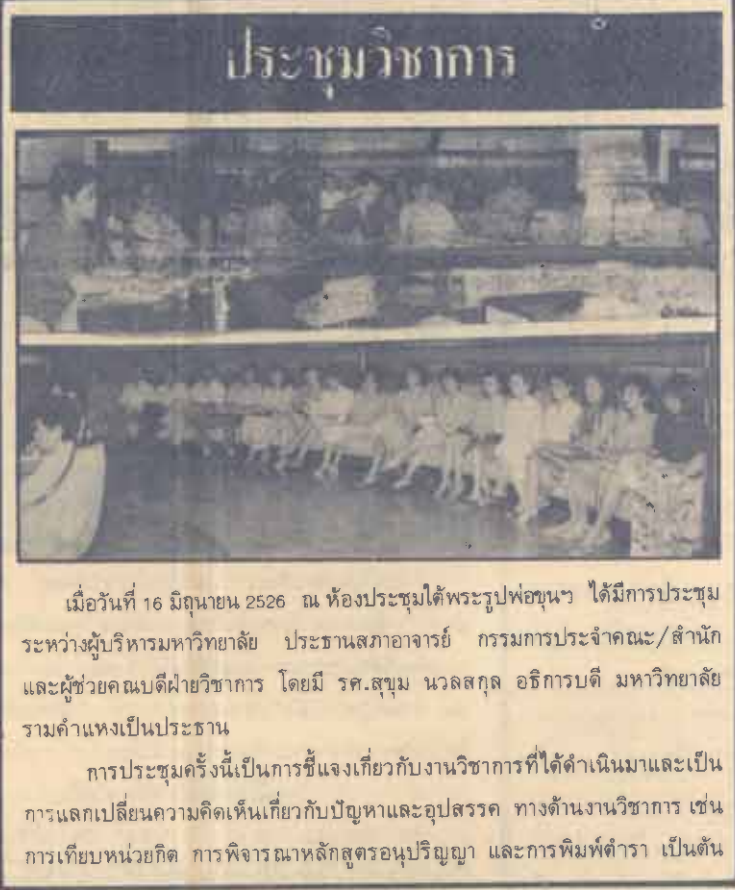 ประชุมวิชาการ
เมื่อวันที่ 16 มิถุนายน 2526 ณ ห้องประชุมใต้พระรูปพ่อขุนฯ ได้มีการประชุม
ระหว่างผู้บริหารมหาวิทยาลัย ประธานสภาอาจารย์ กรรมการประจำคณะ/สำนัก
และผู้ช่วยคณบดีฝ่ายวิชาการ โดยมี รศ.สุขุม นวลสกุล อธิการบดี มหาวิทยาลัย
รามคำแหงเป็นประธาน
การประชุมครั้งนี้เป็นการชี้แจงเกี่ยวกับงานวิชาการที่ได้ดำเนินมาและเป็น
การแลกเปลี่ยนความคิดเห็นเกี่ยวกับปัญหาและอุปสรรค ทางด้านงานวิชาการ เช่น
การเทียบหน่วยกิต การพิจารณาหลักสูตรอนุปริญญา และการพิมพ์ตำรา เป็นต้น